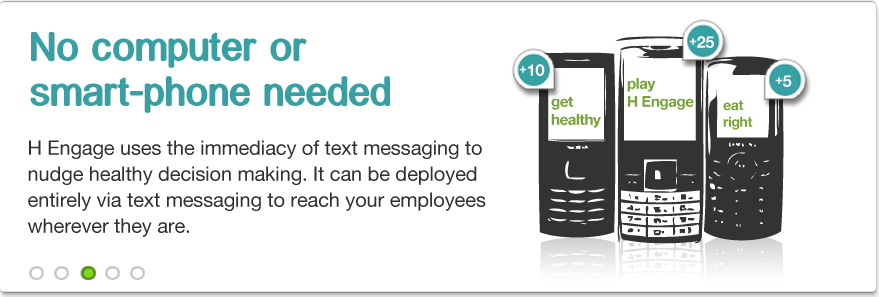 No computer or
smart-phone needed
H Engage uses the immediacy of text messaging to
nudge healthy decision making. It can be deployed
entirely via text messaging to reach your employees
wherever they are.
+10
get
healthy
+25
play
H Engage
+5
eat
right